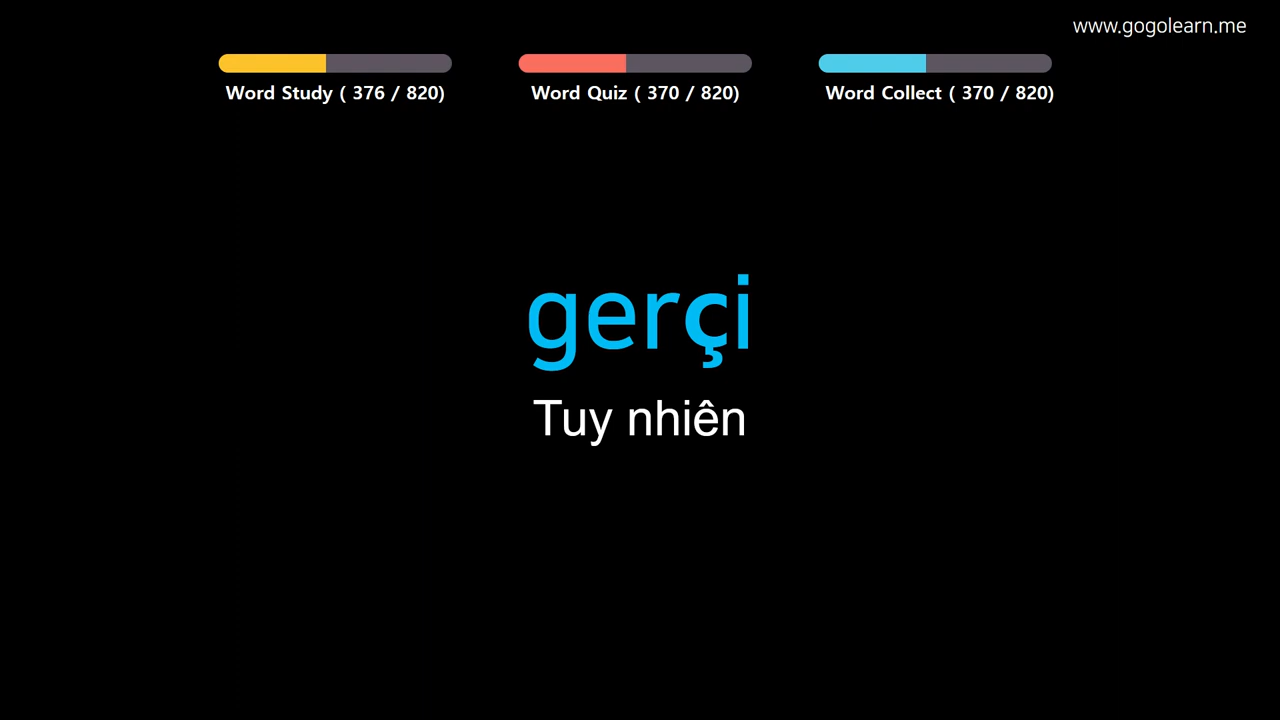 www.gogolearn.me
Word Study ( 376 / 820)
Word Quiz ( 370 / 820)
Word Collect ( 370 / 820)
gerçi
Tuy nhiên